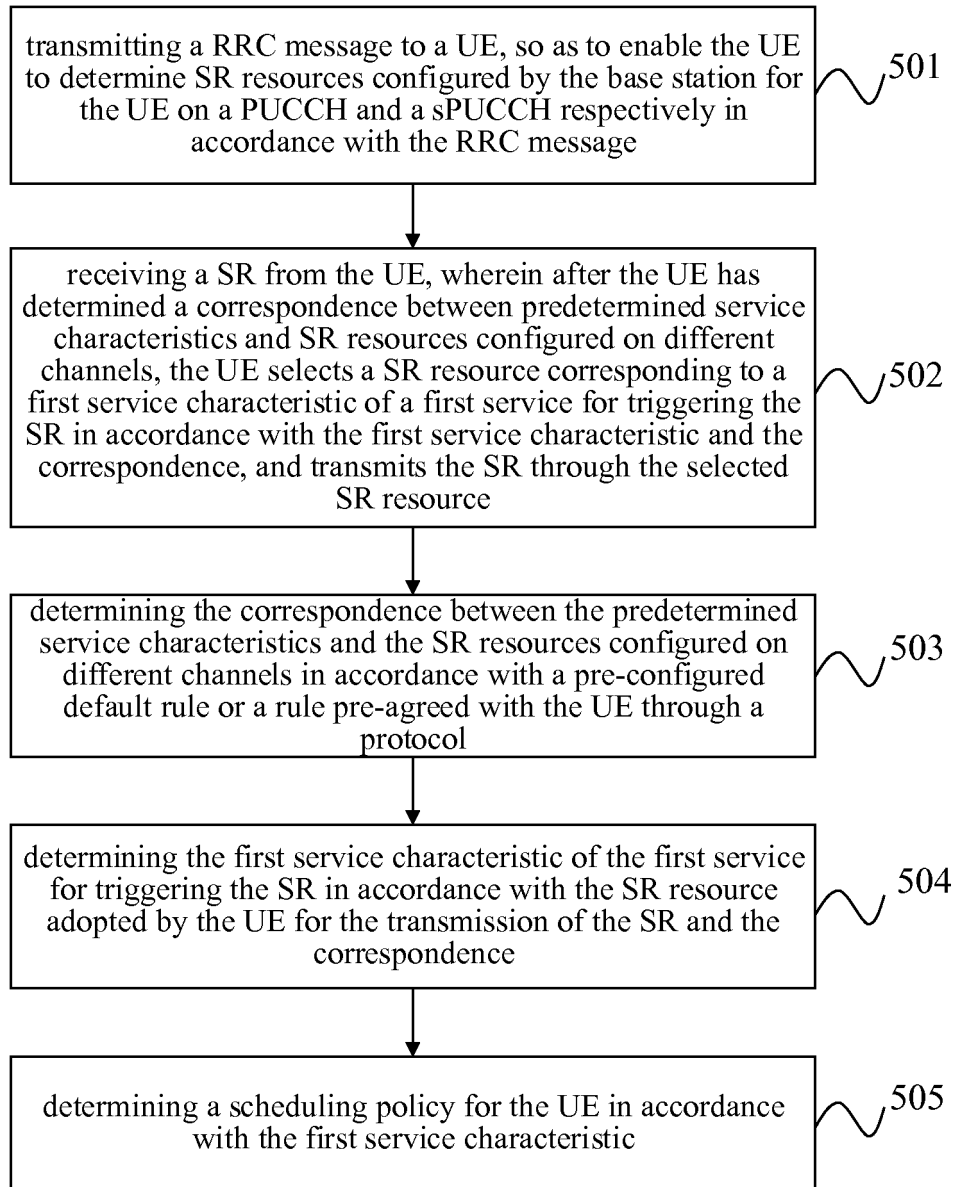 transmitting a RRC message to a UE, so as to enable the UE
to determine SR resources configured by the base station for
the UE on a PUCCH and a sPUCCH respectively in
accordance with the RRC message
501
receiving a SR from the UE, wherein after the UE has
determined a correspondence between predetermined service
characteristics and SR resources configured on different
channels, the UE selects a SR resource corresponding to a
first service characteristic of a first service for triggering the
SR in accordance with the first service characteristic and the
correspondence, and transmits the SR through the selected
SR resource
502
determining the correspondence between the predetermined
service characteristics and the SR resources configured on
different channels in accordance with a pre-configured
default rule or a rule pre-agreed with the UE through a
protocol
503
determining the first service characteristic of the first service
for triggering the SR in accordance with the SR resource
adopted by the UE for the transmission of the SR and the
correspondence
504
determining a scheduling policy for the UE in accordance
with the first service characteristic
505